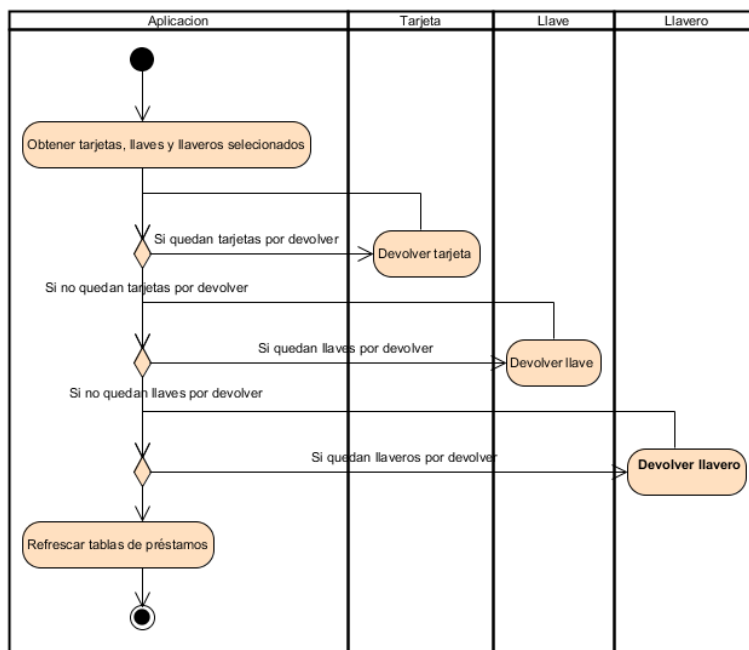 Aplicacion
Tarjeta
Llave
Llavero
Obtener tarjetas, llaves y llaveros selecionados
Si quedan tarjetas por devolver
Devolver tarjeta
Si no quedan tarjetas por devolver
Si quedan llaves por devolver
Devolver llave
Si no quedan llaves por devolver
Si quedan llaveros por devolver
Devolver llavero
Refrescar tablas de préstamos